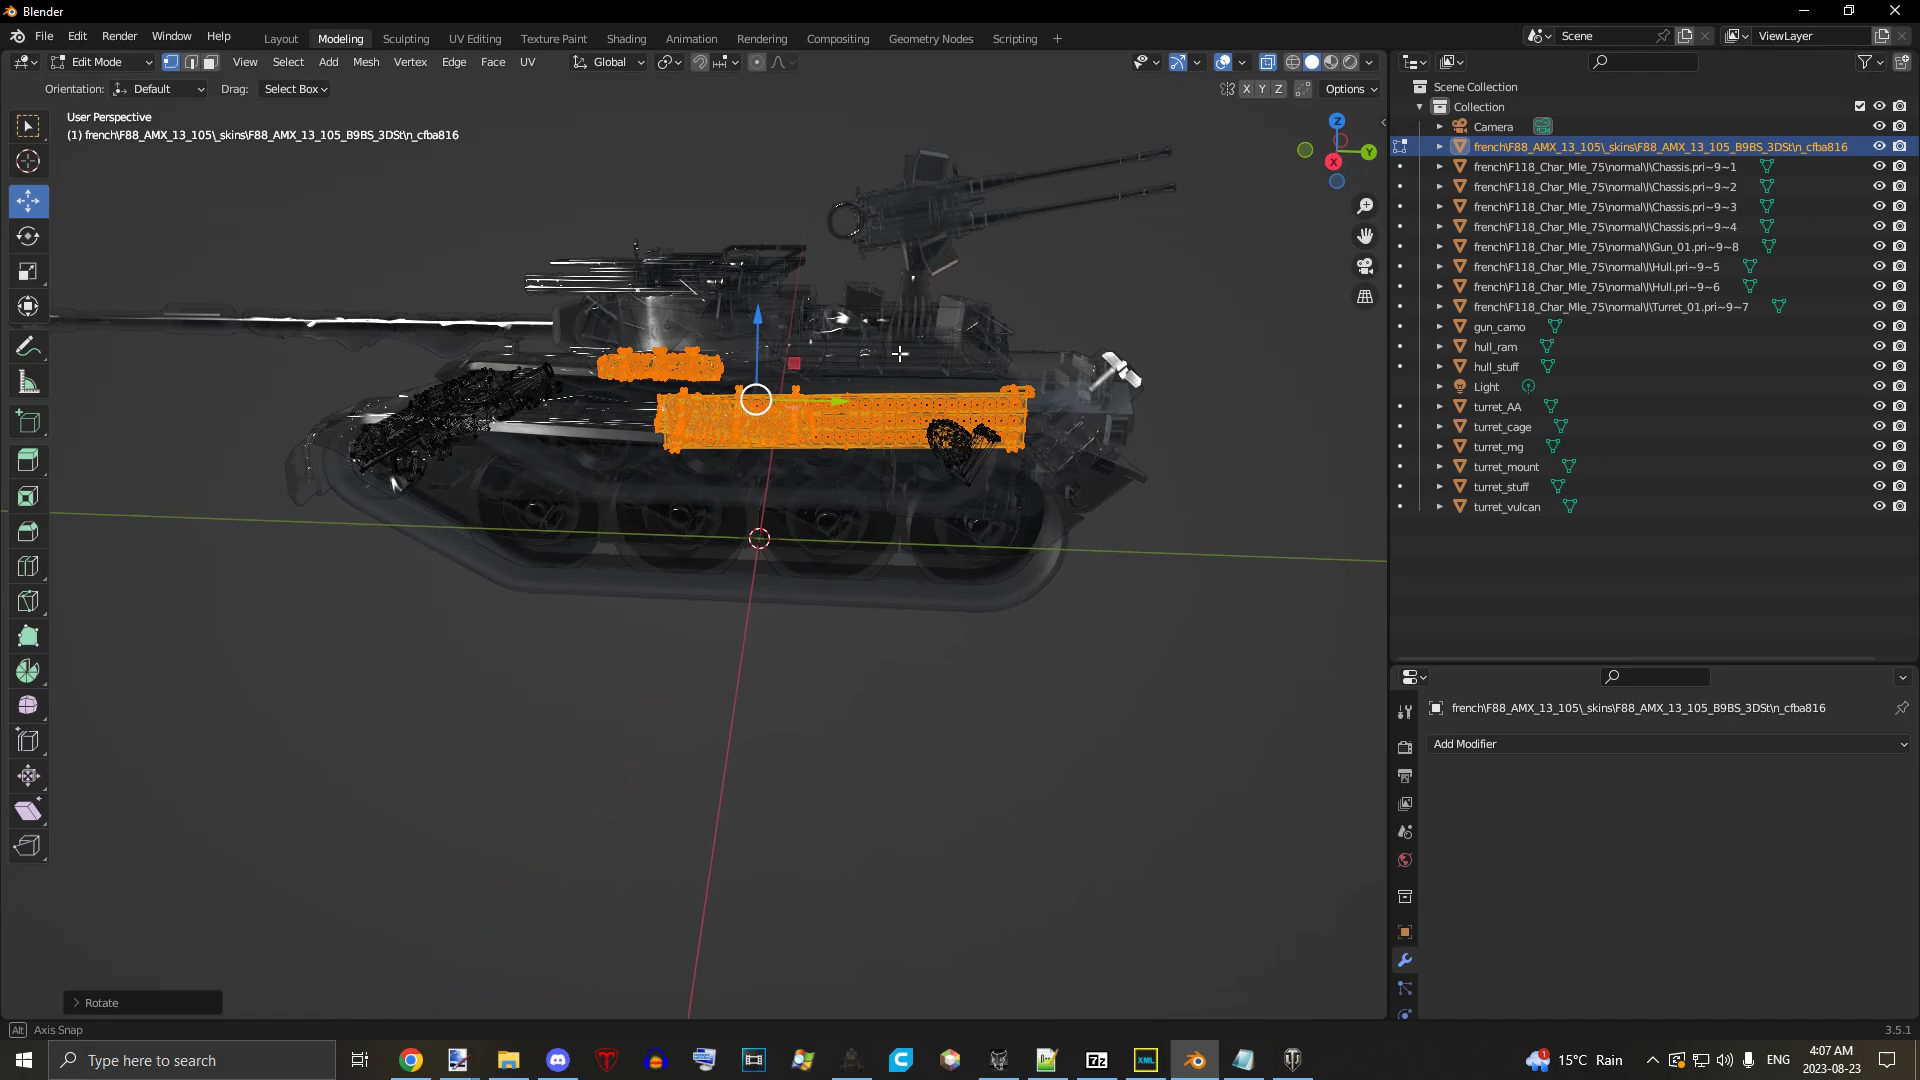 Blender
File Edit Render Window Help
Layout Modeling Sculpting UV Editing Texture Paint Shading Animation Rendering Compositing Geometry Nodes Scripting +
Scene
ViewLayer
Edit Mode View Select Add Mesh Vertex Edge Face UV Global
Orientation: Default Drag: Select Box
X Y Z Options
User Perspective
(1) french\F88_AMX_13_105\_skins\F88_AMX_13_105_B9BS_3DSt\n_cfba816
Z
Y
X
Scene Collection
Collection
Camera
french\F88_AMX_13_105\_skins\F88_AMX_13_105_B9BS_3DSt\n_cfba816
french\F118_Char_Mle_75\normal\l\Chassis.pri~9~1
french\F118_Char_Mle_75\normal\l\Chassis.pri~9~2
french\F118_Char_Mle_75\normal\l\Chassis.pri~9~3
french\F118_Char_Mle_75\normal\l\Chassis.pri~9~4
french\F118_Char_Mle_75\normal\l\Gun_01.pri~9~8
french\F118_Char_Mle_75\normal\l\Hull.pri~9~5
french\F118_Char_Mle_75\normal\l\Hull.pri~9~6
french\F118_Char_Mle_75\normal\l\Turret_01.pri~9~7
gun_camo
hull_ram
hull_stuff
Light
turret_AA
turret_cage
turret_mg
turret_mount
turret_stuff
turret_vulcan
french\F88_AMX_13_105\_skins\F88_AMX_13_105_B9BS_3DSt\n_cfba816
Add Modifier
Rotate
Alt Axis Snap
3.5.1
Type here to search
7z
XML
1
15°C Rain
ENG
4:07 AM
2023-08-23